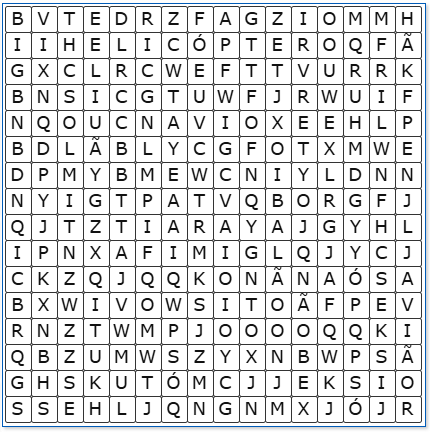 B V T E D R Z F A G Z I O M M H
I I H E L I C Ó P T E R O Q F Ã
G X C L R C W E F T T V U R R K
B N S I C G T U W F J R W U I F
N Q O U C N A V I O X E E H L P
B D L Ã B L Y C G F O T X M W E
D P M Y B M E W C N I Y L D N N
N Y I G T P A T V Q B O R G F J
Q J T Z T I A R A Y A J G Y H L
I P N X A F I M I G L Q J Y C J
C K Z Q J Q Q K O N Ã N A Ó S A
B X W I V O W S I T O Ã F P E V
R N Z T W M P J O O O O Q Q K I
Q B Z U M W S Z Y X N B W P S Ã
G H S K U T Ó M C J J E K S I O
S S E H L J Q N G N M X J Ó J R